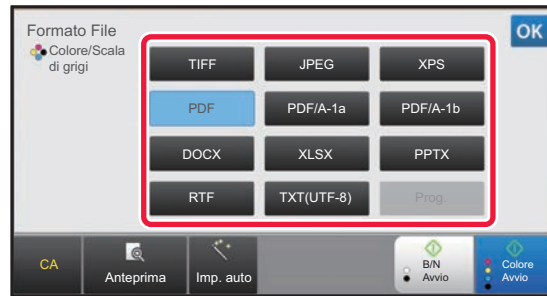 Formato File
OK
Colore/Scala
di grigi
TIFF
JPEG
XPS
PDF
PDF/A-1a
PDF/A-1b
DOCX
XLSX
PPTX
RTF
TXT(UTF-8)
Prog.
CA
Anteprima
Imp. auto
B/N
Avvio
Colore
Avvio